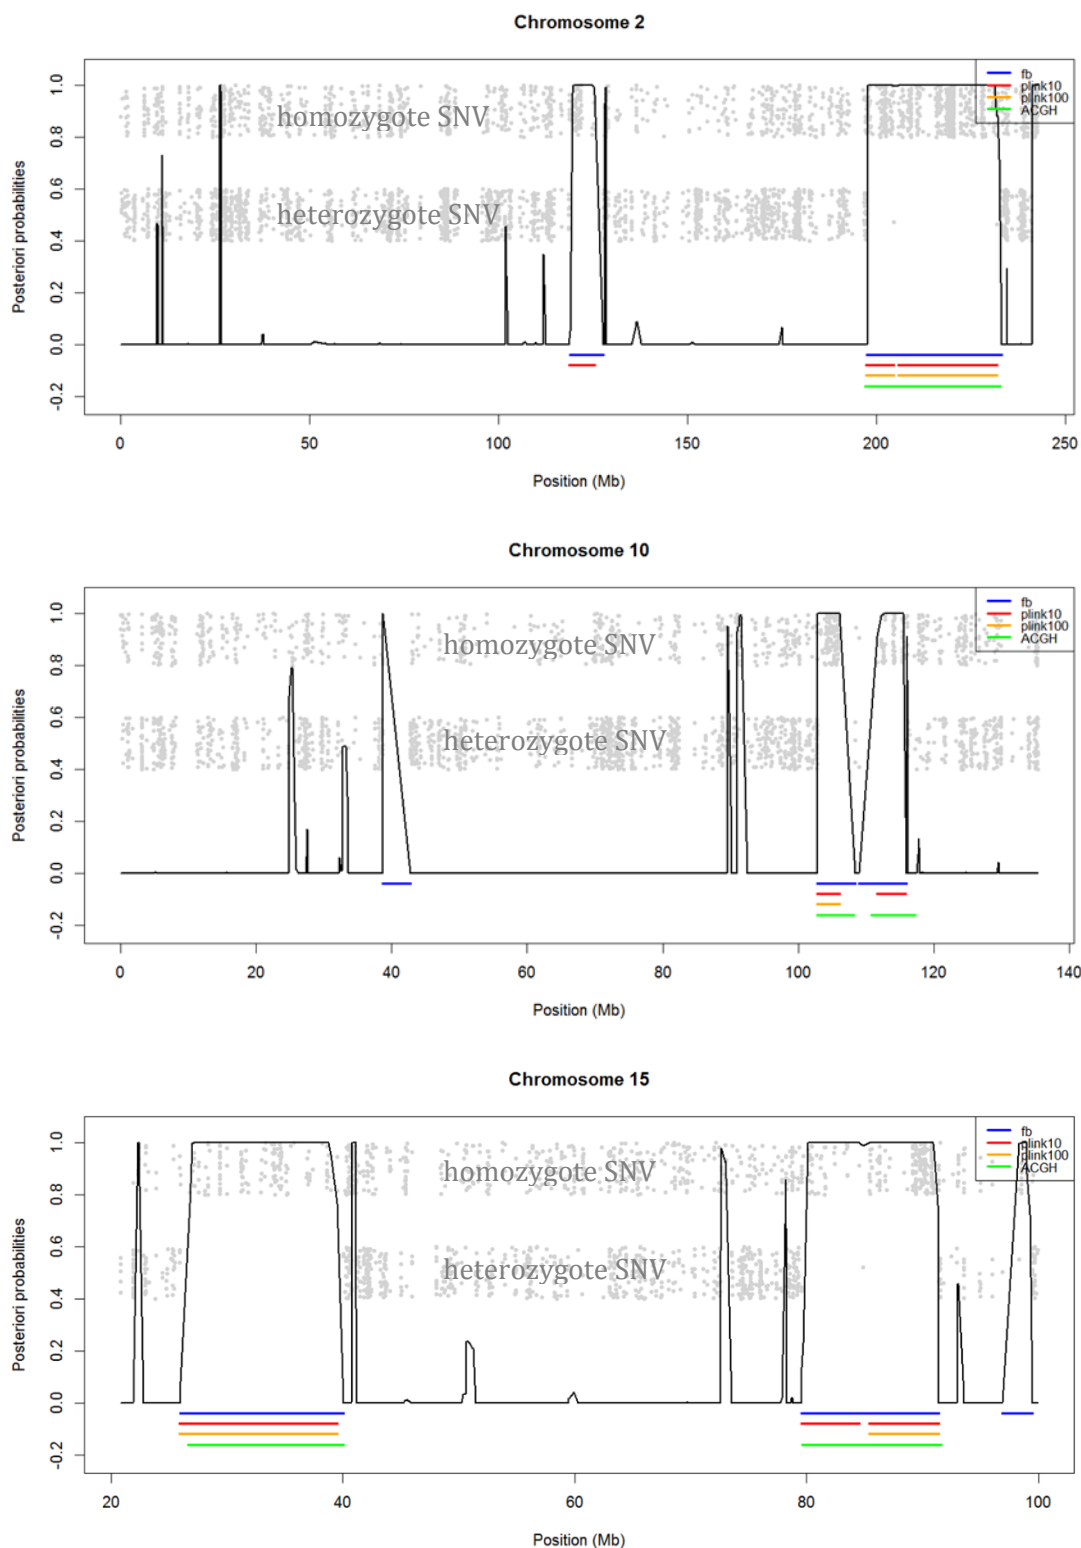 Chromosome 2
fb
plink10
plink100
ACGH
homozygote SNV
heterozygote SNV
Posteriori probabilities
1.0
0.8
0.6
0.4
0.2
0.0
-0.2
0 50 100 150 200 250
Position (Mb)
Chromosome 10
fb
plink10
plink100
ACGH
homozygote SNV
heterozygote SNV
Posteriori probabilities
1.0
0.8
0.6
0.4
0.2
0.0
-0.2
0 20 40 60 80 100 120 140
Position (Mb)
Chromosome 15
fb
plink10
plink100
ACGH
homozygote SNV
heterozygote SNV
Posteriori probabilities
1.0
0.8
0.6
0.4
0.2
0.0
-0.2
20 40 60 80 100
Position (Mb)